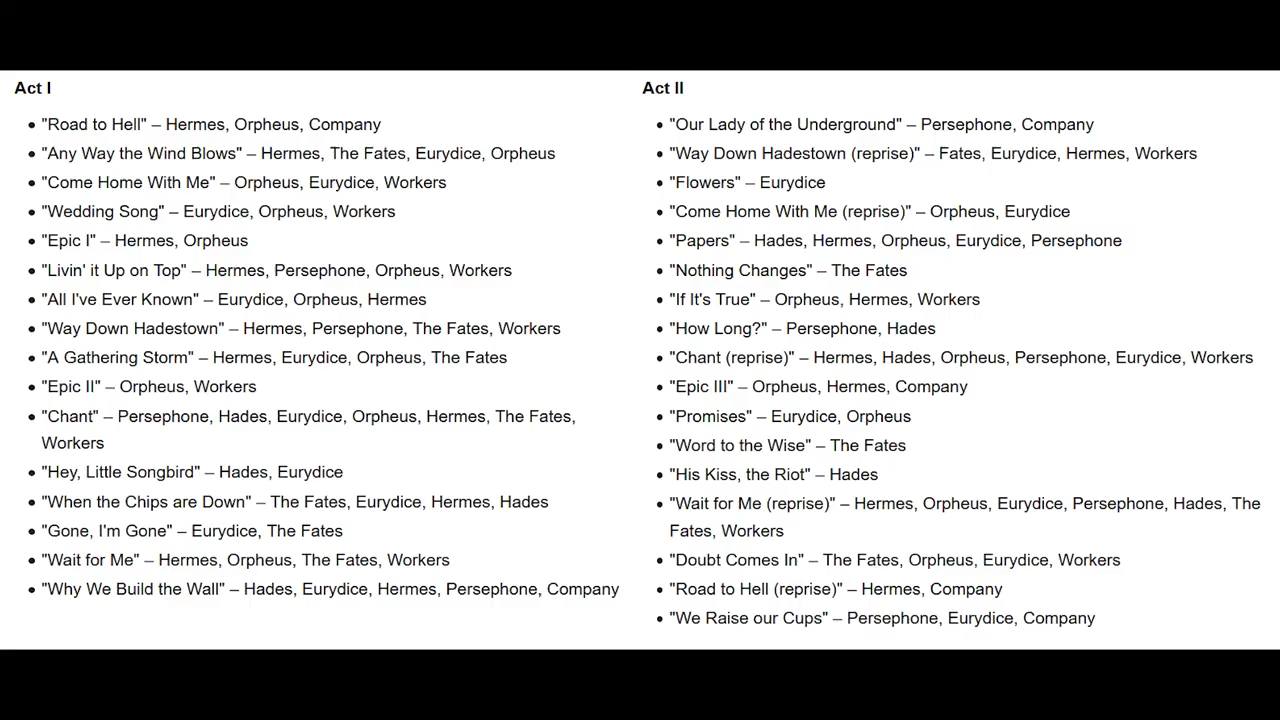 Act I
• "Road to Hell" – Hermes, Orpheus, Company
• "Any Way the Wind Blows" – Hermes, The Fates, Eurydice, Orpheus
• "Come Home With Me" – Orpheus, Eurydice, Workers
• "Wedding Song" – Eurydice, Orpheus, Workers
• "Epic I" – Hermes, Orpheus
• "Livin' it Up on Top" – Hermes, Persephone, Orpheus, Workers
• "All I've Ever Known" – Eurydice, Orpheus, Hermes
• "Way Down Hadestown" – Hermes, Persephone, The Fates, Workers
• "A Gathering Storm" – Hermes, Eurydice, Orpheus, The Fates
• "Epic II" – Orpheus, Workers
• "Chant" – Persephone, Hades, Eurydice, Orpheus, Hermes, The Fates,
Workers
• "Hey, Little Songbird" – Hades, Eurydice
• "When the Chips are Down" – The Fates, Eurydice, Hermes, Hades
• "Gone, I'm Gone" – Eurydice, The Fates
• "Wait for Me" – Hermes, Orpheus, The Fates, Workers
• "Why We Build the Wall" – Hades, Eurydice, Hermes, Persephone, Company
Act II
• "Our Lady of the Underground" – Persephone, Company
• "Way Down Hadestown (reprise)" – Fates, Eurydice, Hermes, Workers
• "Flowers" – Eurydice
• "Come Home With Me (reprise)" – Orpheus, Eurydice
• "Papers" – Hades, Hermes, Orpheus, Eurydice, Persephone
• "Nothing Changes" – The Fates
• "If It's True" – Orpheus, Hermes, Workers
• "How Long?" – Persephone, Hades
• "Chant (reprise)" – Hermes, Hades, Orpheus, Persephone, Eurydice, Workers
• "Epic III" – Orpheus, Hermes, Company
• "Promises" – Eurydice, Orpheus
• "Word to the Wise" – The Fates
• "His Kiss, the Riot" – Hades
• "Wait for Me (reprise)" – Hermes, Orpheus, Eurydice, Persephone, Hades, The
Fates, Workers
• "Doubt Comes In" – The Fates, Orpheus, Eurydice, Workers
• "Road to Hell (reprise)" – Hermes, Company
• "We Raise our Cups" – Persephone, Eurydice, Company